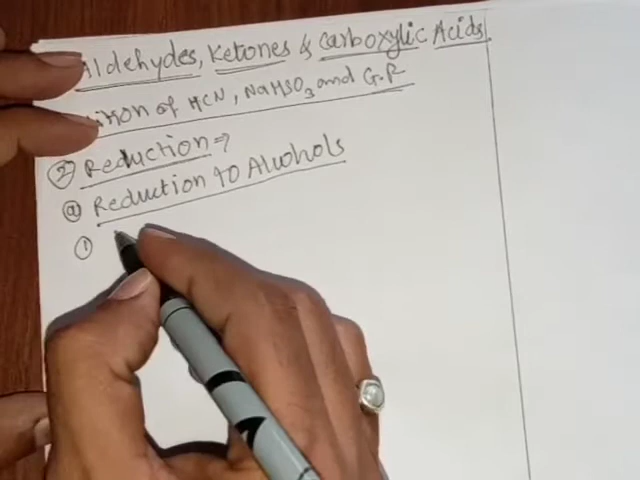 Aldehydes, Ketones & Carboxylic Acids
of HCN, NaHSO3 and G.R
② Reduction ⇒
ⓐ Reduction to Alcohols
①